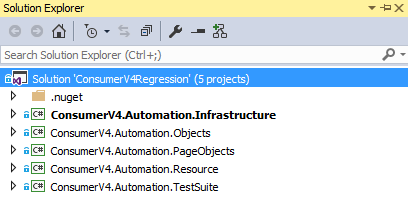 Solution Explorer
Search Solution Explorer (Ctrl+;)
Solution 'ConsumerV4Regression' (5 projects)
.nuget
C# ConsumerV4.Automation.Infrastructure
C# ConsumerV4.Automation.Objects
C# ConsumerV4.Automation.PageObjects
C# ConsumerV4.Automation.Resource
C# ConsumerV4.Automation.TestSuite